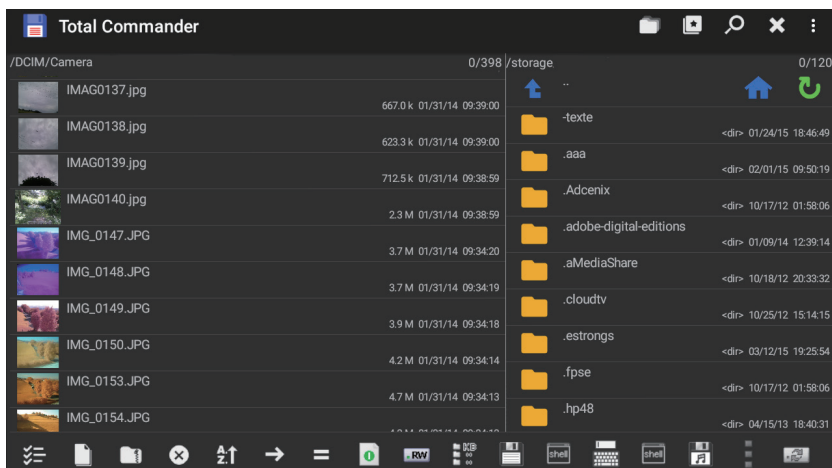 Total Commander
/DCIM/Camera 0/398
IMAG0137.jpg
667.0 k 01/31/14 09:39:00
IMAG0138.jpg
623.3 k 01/31/14 09:39:00
IMAG0139.jpg
712.5 k 01/31/14 09:38:59
IMAG0140.jpg
2.3 M 01/31/14 09:38:59
IMG_0147.JPG
3.7 M 01/31/14 09:34:20
IMG_0148.JPG
3.7 M 01/31/14 09:34:19
IMG_0149.JPG
3.9 M 01/31/14 09:34:18
IMG_0150.JPG
4.2 M 01/31/14 09:34:14
IMG_0153.JPG
4.7 M 01/31/14 09:34:13
IMG_0154.JPG
/storage 0/120
..
-texte
<dir> 01/24/15 18:46:49
.aaa
<dir> 02/01/15 09:50:19
.Adcenix
<dir> 10/17/12 01:58:06
.adobe-digital-editions
<dir> 01/09/14 12:39:14
.aMediaShare
<dir> 10/18/12 20:33:32
.cloudtv
<dir> 10/25/12 15:14:15
.estrongs
<dir> 03/12/15 19:25:54
.fpse
<dir> 10/17/12 01:58:06
.hp48
<dir> 04/15/13 18:40:31
A
Z
0
.RW
KB
shell
shell